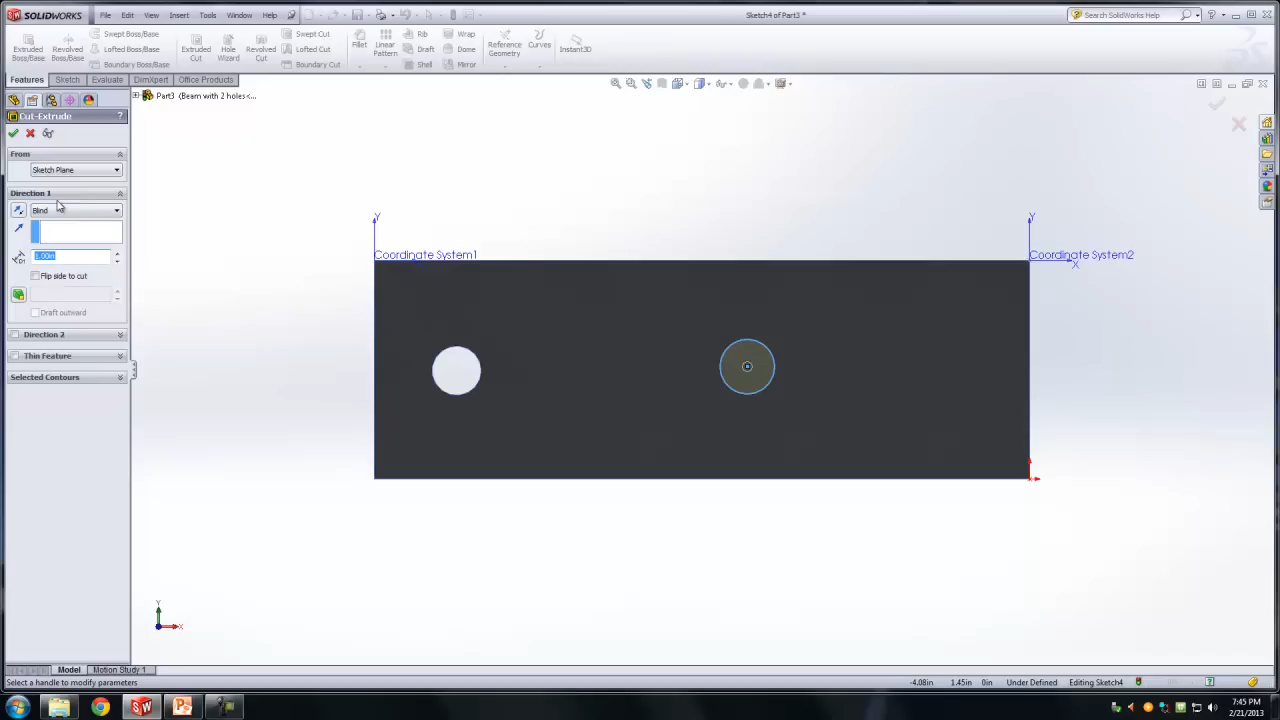 SOLIDWORKS File Edit View Insert Tools Window Help Sketch4 of Part3 * Search SolidWorks Help
Extruded Boss/Base
Revolved Boss/Base
Swept Boss/Base
Lofted Boss/Base
Boundary Boss/Base
Extruded Cut
Hole Wizard
Revolved Cut
Swept Cut
Lofted Cut
Boundary Cut
Fillet
Linear Pattern
Rib
Draft
Shell
Wrap
Dome
Mirror
Reference Geometry
Curves
Instant3D
Features Sketch Evaluate DimXpert Office Products
Part3 (Beam with 2 holes<...
Cut-Extrude ?
From
Sketch Plane
Direction 1
Blind
1.00in
Flip side to cut
Draft outward
Direction 2
Thin Feature
Selected Contours
Y
Y
Coordinate System1
Coordinate System2
X
Y
X
Model Motion Study 1
Select a handle to modify parameters -4.08in 1.45in 0in Under Defined Editing Sketch4
7:45 PM
2/21/2013